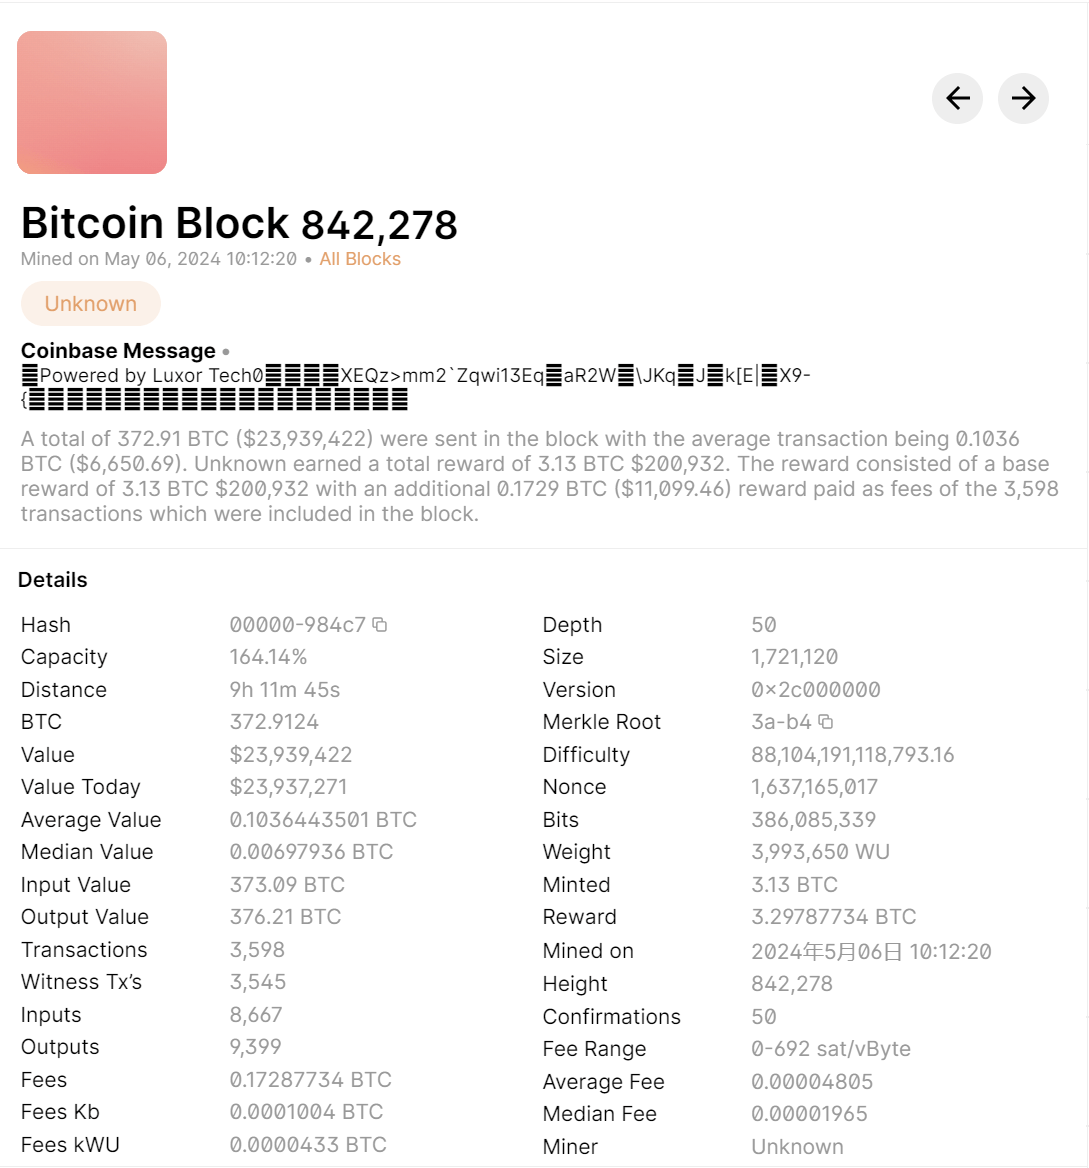 Bitcoin Block 842,278
Mined on May 06, 2024 10:12:20 • All Blocks
Unknown
Coinbase Message •
Powered by Luxor Tech0 XEQz>mm2`Zqwi13Eq aR2W \JKq J k[E| X9-
{
A total of 372.91 BTC ($23,939,422) were sent in the block with the average transaction being 0.1036
BTC ($6,650.69). Unknown earned a total reward of 3.13 BTC $200,932. The reward consisted of a base
reward of 3.13 BTC $200,932 with an additional 0.1729 BTC ($11,099.46) reward paid as fees of the 3,598
transactions which were included in the block.
Details
Hash 00000-984c7
Capacity 164.14%
Distance 9h 11m 45s
BTC 372.9124
Value $23,939,422
Value Today $23,937,271
Average Value 0.1036443501 BTC
Median Value 0.00697936 BTC
Input Value 373.09 BTC
Output Value 376.21 BTC
Transactions 3,598
Witness Tx’s 3,545
Inputs 8,667
Outputs 9,399
Fees 0.17287734 BTC
Fees Kb 0.0001004 BTC
Fees kWU 0.0000433 BTC
Depth 50
Size 1,721,120
Version 0×2c000000
Merkle Root 3a-b4
Difficulty 88,104,191,118,793.16
Nonce 1,637,165,017
Bits 386,085,339
Weight 3,993,650 WU
Minted 3.13 BTC
Reward 3.29787734 BTC
Mined on 2024年5月06日 10:12:20
Height 842,278
Confirmations 50
Fee Range 0-692 sat/vByte
Average Fee 0.00004805
Median Fee 0.00001965
Miner Unknown